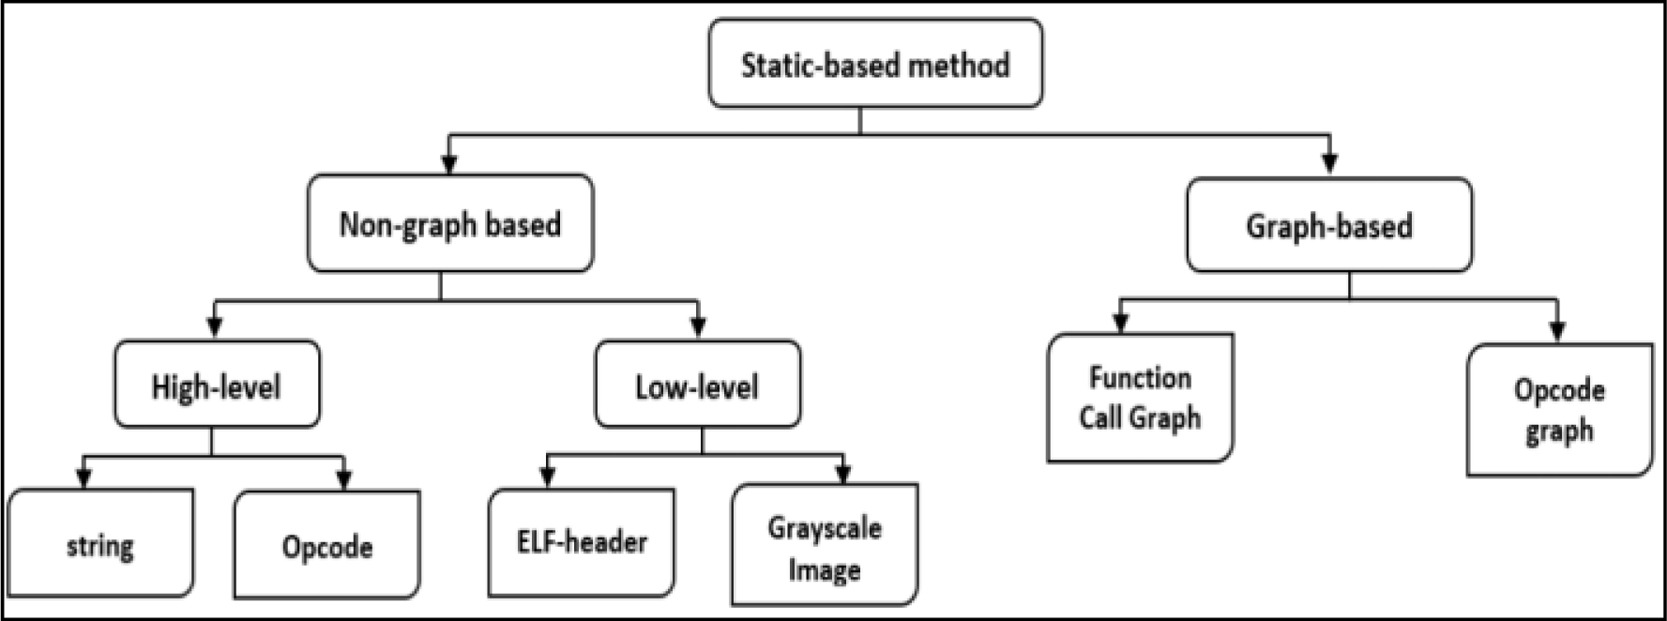 Static-based method
Non-graph based
Graph-based
High-level
Low-level
Function
Call Graph
Opcode
graph
string
Opcode
ELF-header
Grayscale
Image